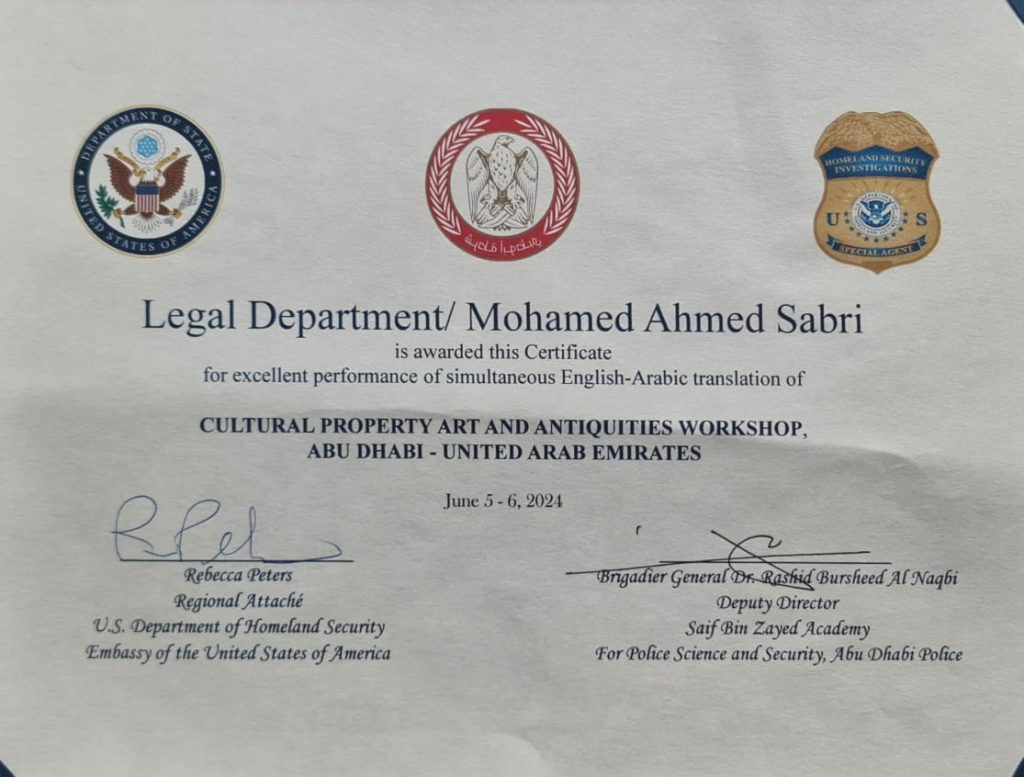 DEPARTMENT OF STATE
UNITED STATES OF AMERICA
HOMELAND SECURITY
INVESTIGATIONS
U S
SPECIAL AGENT
Legal Department/ Mohamed Ahmed Sabri
is awarded this Certificate
for excellent performance of simultaneous English-Arabic translation of
CULTURAL PROPERTY ART AND ANTIQUITIES WORKSHOP,
ABU DHABI - UNITED ARAB EMIRATES
June 5 - 6, 2024
Rebecca Peters
Regional Attaché
U.S. Department of Homeland Security
Embassy of the United States of America
Brigadier General Dr. Rashid Bursheed Al Naqbi
Deputy Director
Saif Bin Zayed Academy
For Police Science and Security, Abu Dhabi Police